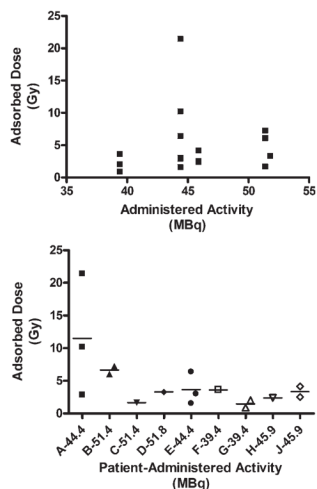 25
20
15
10
5
0
Adsorbed Dose
(Gy)
35 40 45 50 55
Administered Activity
(MBq)
25
20
15
10
5
0
Adsorbed Dose
(Gy)
A-44.4 B-51.4 C-51.4 D-51.8 E-44.4 F-39.4 G-39.4 H-45.9 J-45.9
Patient-Administered Activity
(MBq)